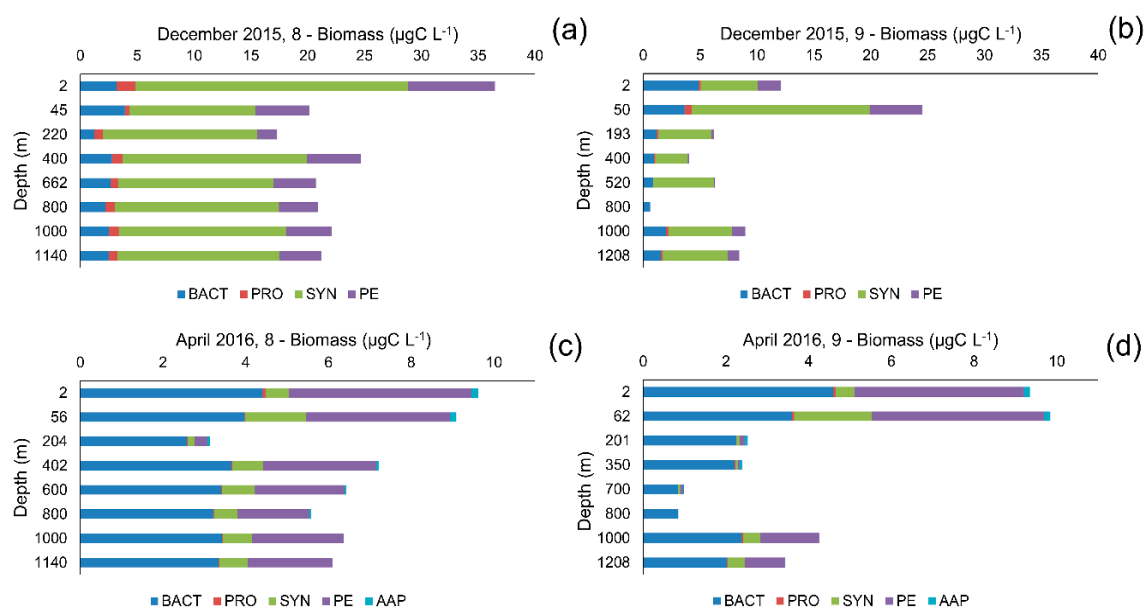 December 2015, 8 - Biomass (µgC L-1)
(a)
0 5 10 15 20 25 30 35 40
Depth (m)
2
45
220
400
662
800
1000
1140
BACT PRO SYN PE
December 2015, 9 - Biomass (µgC L-1)
(b)
0 5 10 15 20 25 30 35 40
Depth (m)
2
50
193
400
520
800
1000
1208
BACT PRO SYN PE
April 2016, 8 - Biomass (µgC L-1)
(c)
0 2 4 6 8 10
Depth (m)
2
56
204
402
600
800
1000
1140
BACT PRO SYN PE AAP
April 2016, 9 - Biomass (µgC L-1)
(d)
0 2 4 6 8 10
Depth (m)
2
62
201
350
700
800
1000
1208
BACT PRO SYN PE AAP